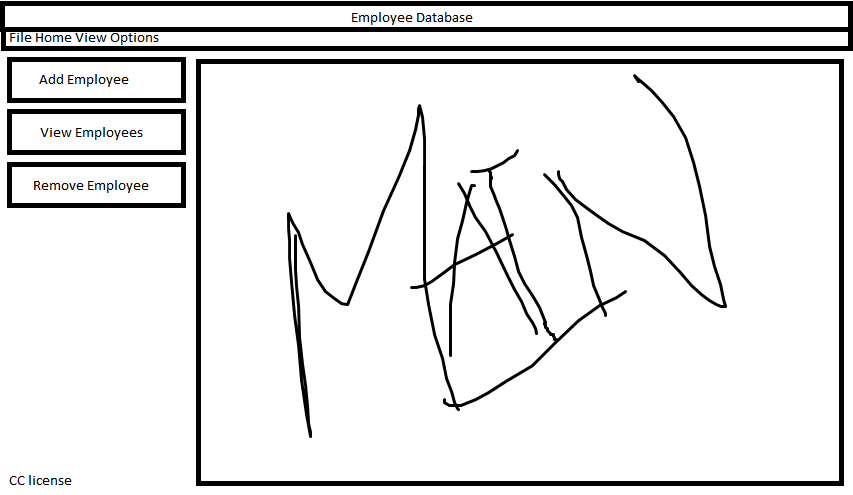 Employee Database
File Home View Options
Add Employee
View Employees
Remove Employee
MAIN
CC license